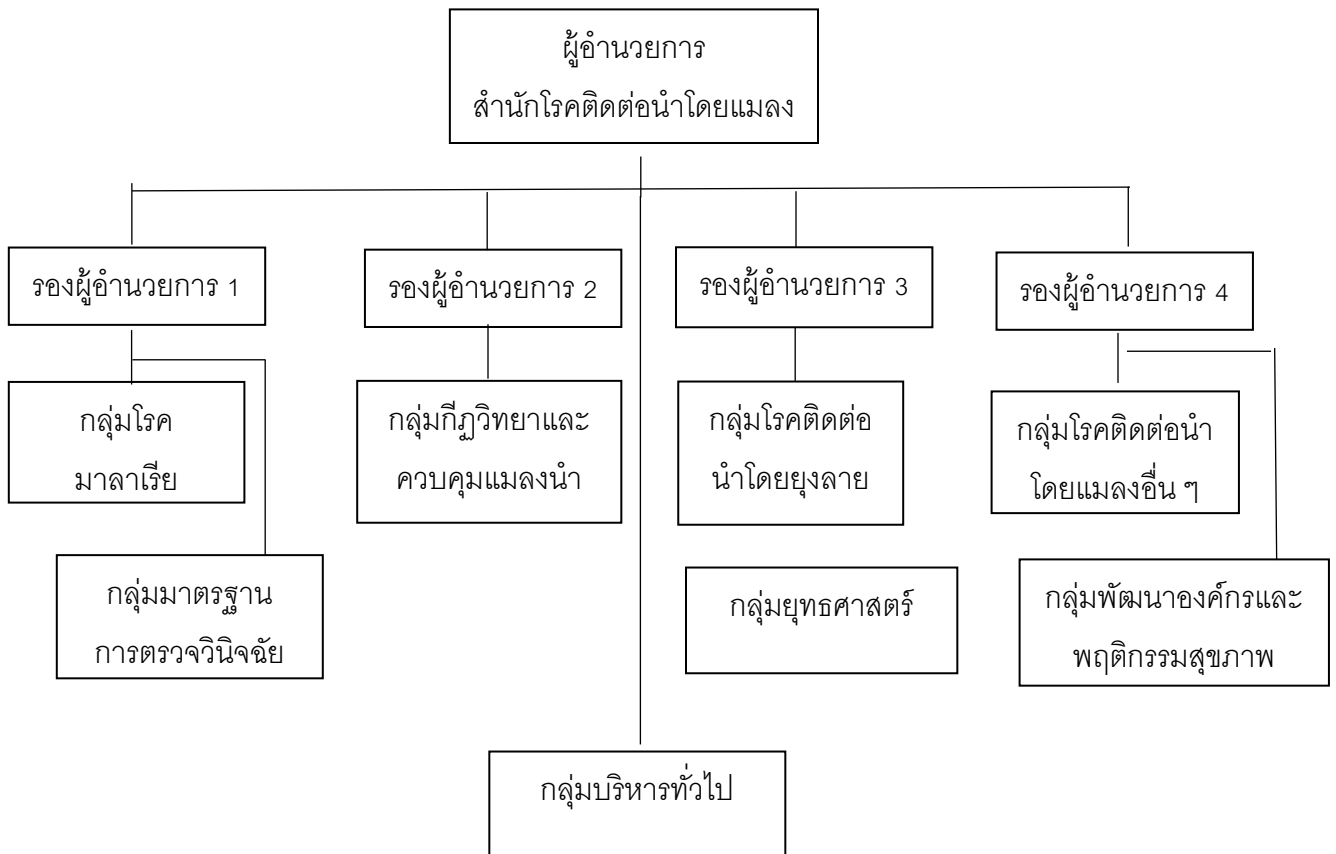 ผู้อำนวยการ
สำนักโรคติดต่อนำโดยแมลง
รองผู้อำนวยการ 1
รองผู้อำนวยการ 2
รองผู้อำนวยการ 3
รองผู้อำนวยการ 4
กลุ่มโรค
มาลาเรีย
กลุ่มกีฏวิทยาและ
ควบคุมแมลงนำ
กลุ่มโรคติดต่อ
นำโดยยุงลาย
กลุ่มโรคติดต่อนำ
โดยแมลงอื่น ๆ
กลุ่มมาตรฐาน
การตรวจวินิจฉัย
กลุ่มยุทธศาสตร์
กลุ่มพัฒนาองค์กรและ
พฤติกรรมสุขภาพ
กลุ่มบริหารทั่วไป